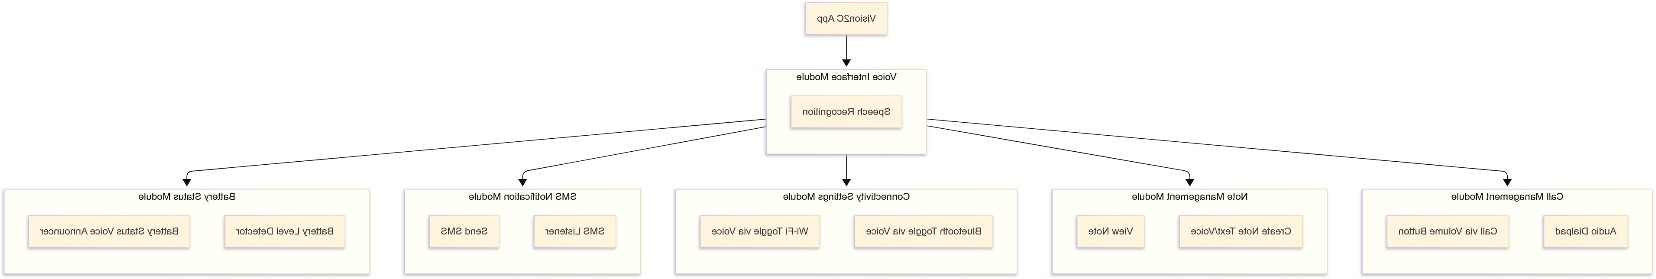 Vision2C App
Voice Interface Module
Speech Recognition
Call Management Module
Audio Dialpad
Call via Volume Button
Note Management Module
Create Note Text/Voice
View Note
Connectivity Settings Module
Bluetooth Toggle via Voice
Wi-Fi Toggle via Voice
SMS Notification Module
SMS Listener
Send SMS
Battery Status Module
Battery Level Detector
Battery Status Voice Announcer